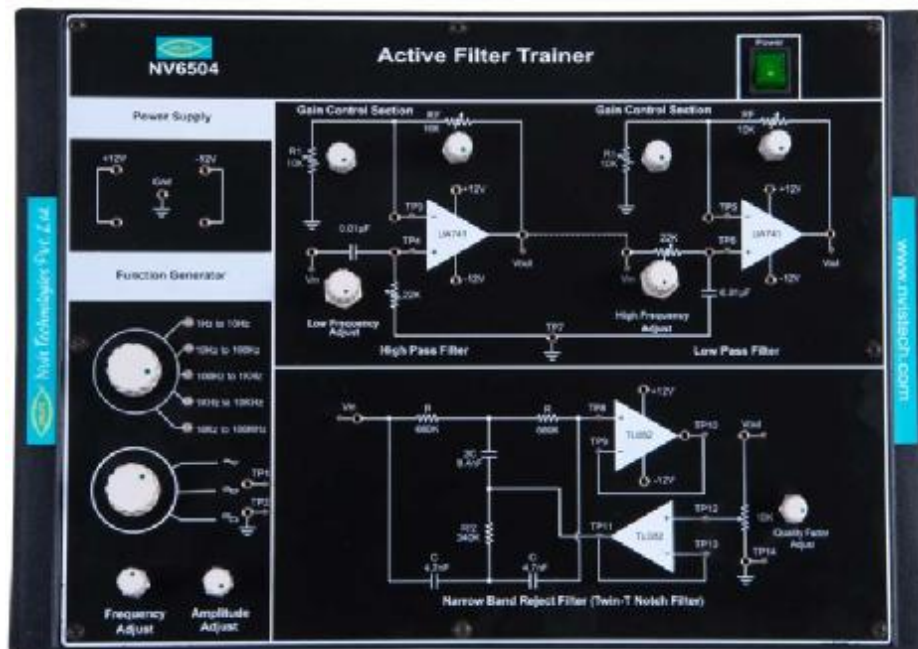 nvis
NV6504
Active Filter Trainer
Power
Power Supply
+12V
-12V
Gnd
Function Generator
1Hz to 10Hz
10Hz to 100Hz
100Hz to 1KHz
1KHz to 10KHz
TP1
TP2
Frequency Adjust
Amplitude Adjust
Gain Control Section
RF
10K
R1
10K
TP3
+12V
UA741
0.01µF
TP4
Vin
-12V
Vout
22K
Low Frequency Adjust
High Pass Filter
TP7
Gain Control Section
RF
10K
R1
10K
TP5
+12V
UA741
22K
TP6
Vin
-12V
Vout
0.01µF
High Frequency Adjust
Low Pass Filter
Vin
R
680K
R
680K
TP8
+12V
TL082
TP9
TP10
-12V
Vout
2C
9.4nF
R/2
340K
TP11
TL082
TP12
TP13
10K
Quality Factor Adjust
TP14
C
4.7nF
C
4.7nF
Narrow Band Reject Filter (Twin-T Notch Filter)
Nvis Technologies Pvt. Ltd.
www.nvistech.com